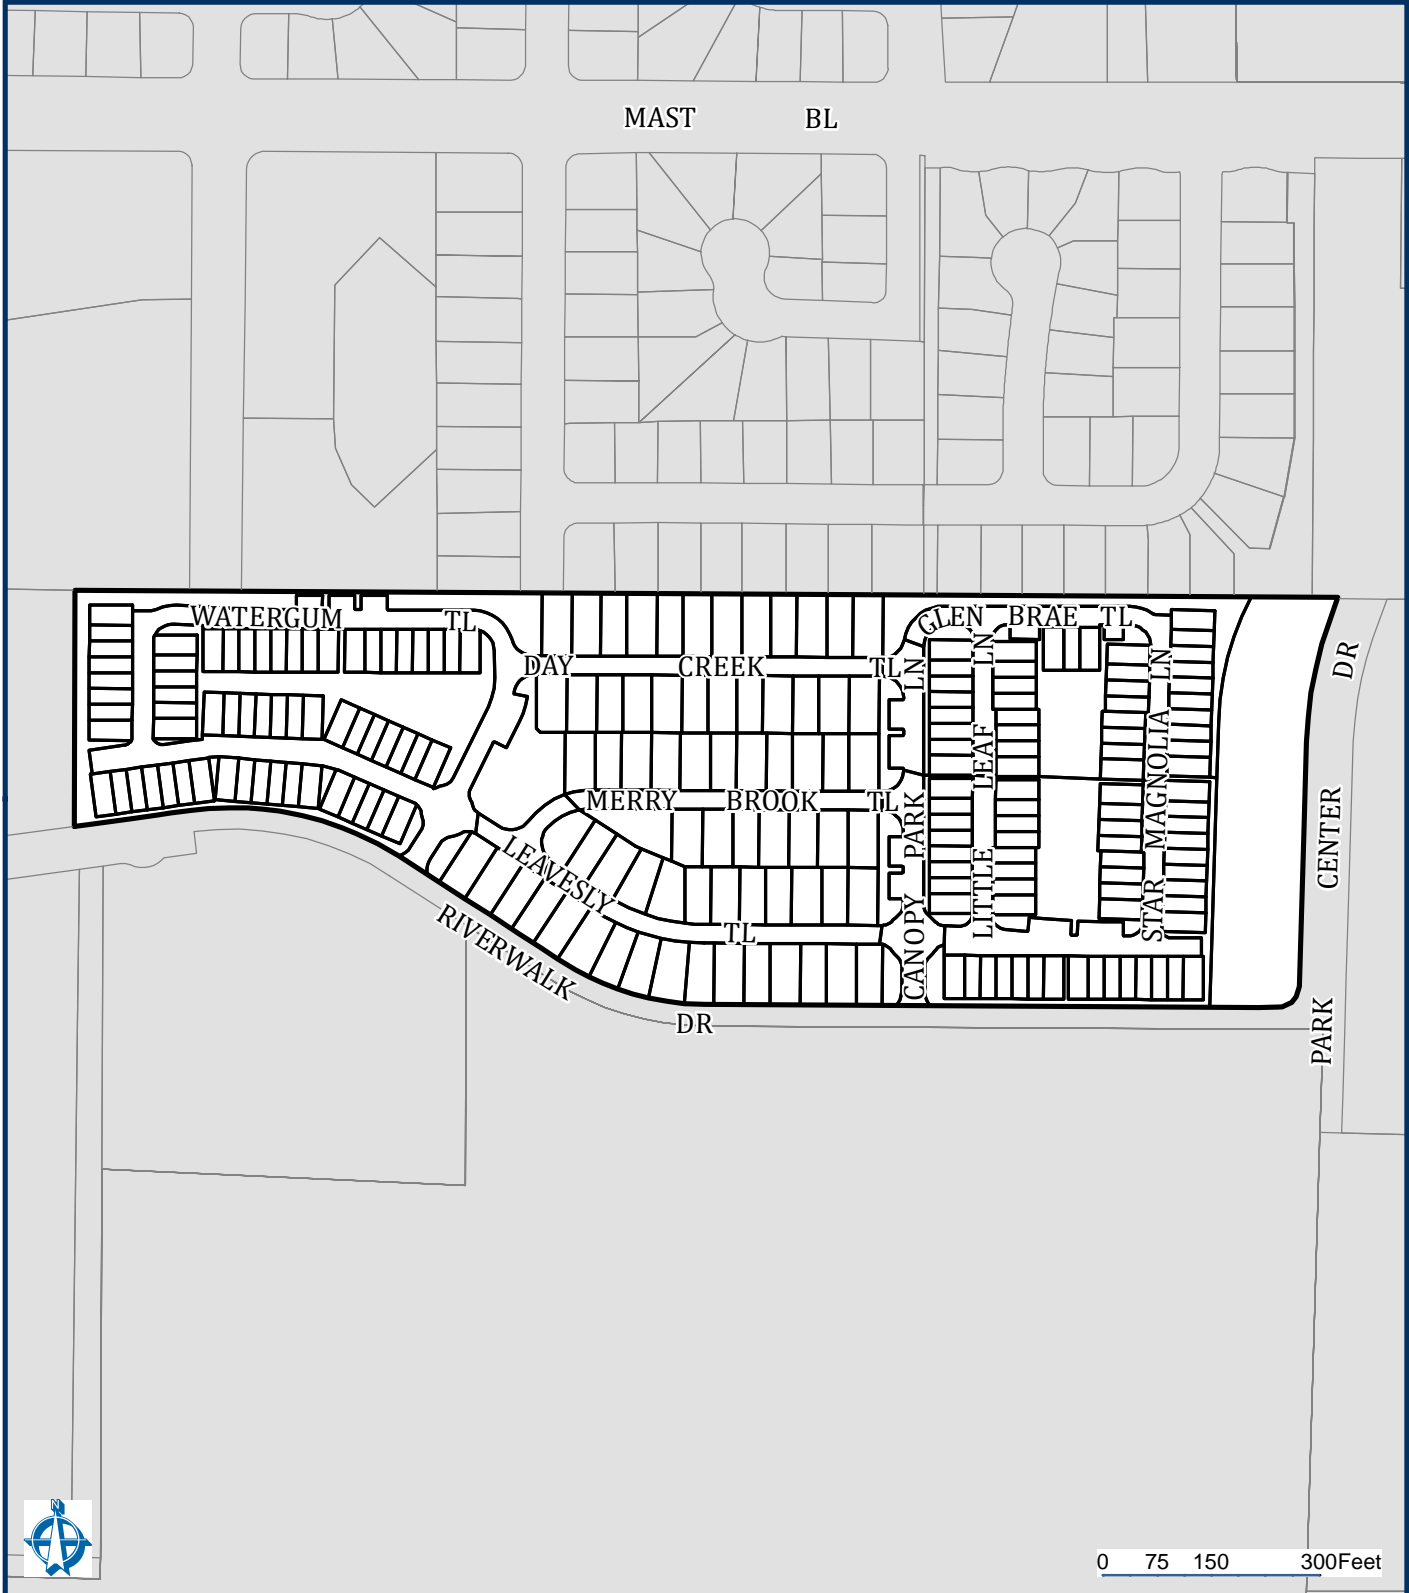 MAST BL
WATERGUM TL
GLEN BRAE TL
DAY CREEK TL
LN
LN
LN
DR
LEAF
MAGNOLIA
MERRY BROOK TL
PARK
CENTER
LEAVESLY
LITTLE
STAR
CANOPY
TL
RIVERWALK
DR
PARK
N
0 75 150 300Feet